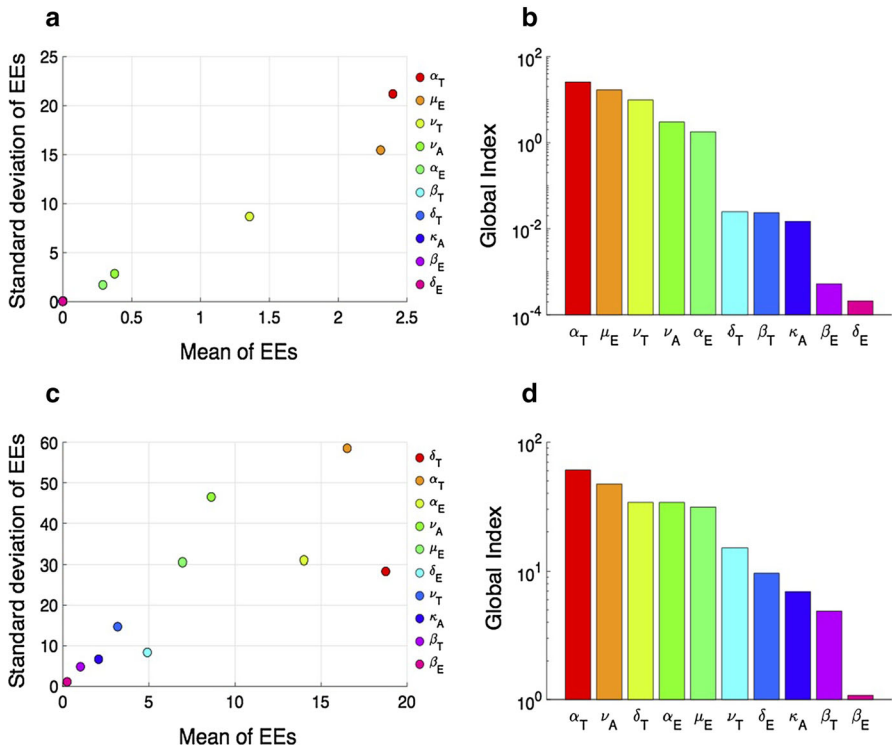 a
Standard deviation of EEs
25
20
15
10
5
0
0 0.5 1 1.5 2 2.5
Mean of EEs
α_T
μ_E
ν_T
ν_A
α_E
β_T
δ_T
κ_A
β_E
δ_E
b
Global Index
10^2
10^0
10^-2
10^-4
α_T μ_E ν_T ν_A α_E δ_T β_T κ_A β_E δ_E
c
Standard deviation of EEs
60
50
40
30
20
10
0
0 5 10 15 20
Mean of EEs
δ_T
α_T
α_E
ν_A
μ_E
δ_E
ν_T
κ_A
β_T
β_E
d
Global Index
10^2
10^1
10^0
α_T ν_A δ_T α_E μ_E ν_T δ_E κ_A β_T β_E